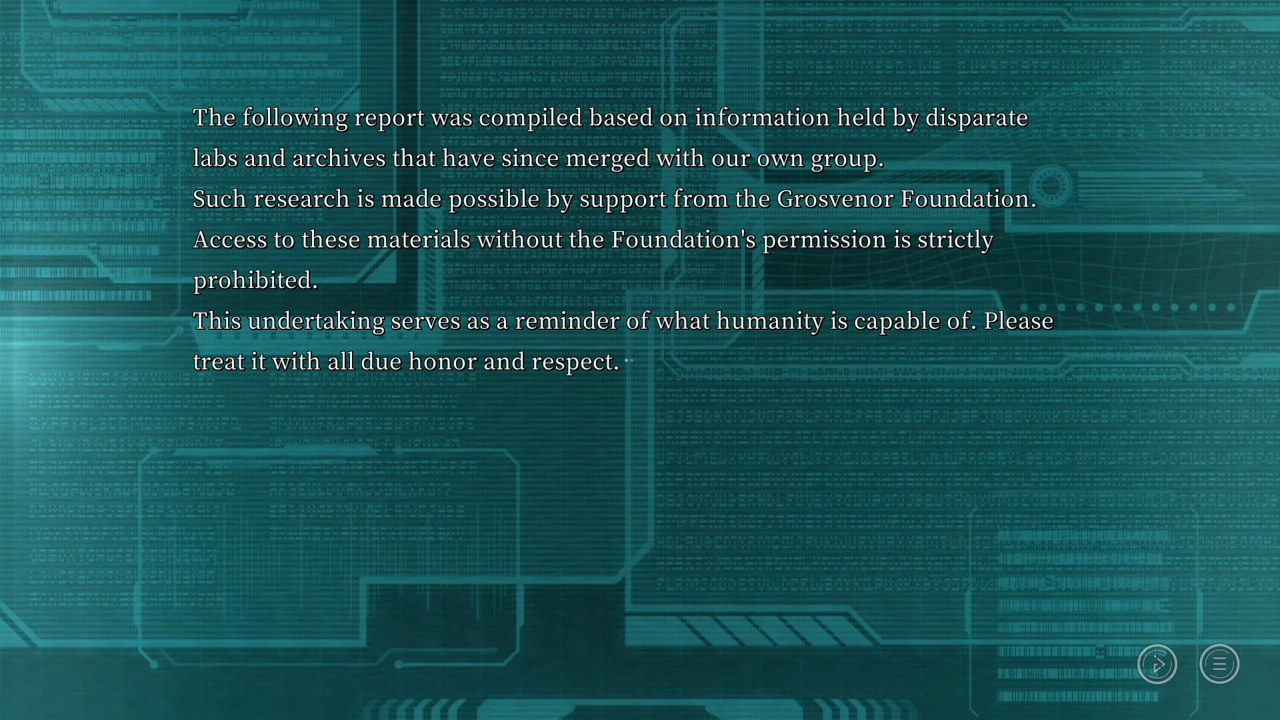 The following report was compiled based on information held by disparate
labs and archives that have since merged with our own group.
Such research is made possible by support from the Grosvenor Foundation.
Access to these materials without the Foundation's permission is strictly
prohibited.
This undertaking serves as a reminder of what humanity is capable of. Please
treat it with all due honor and respect.